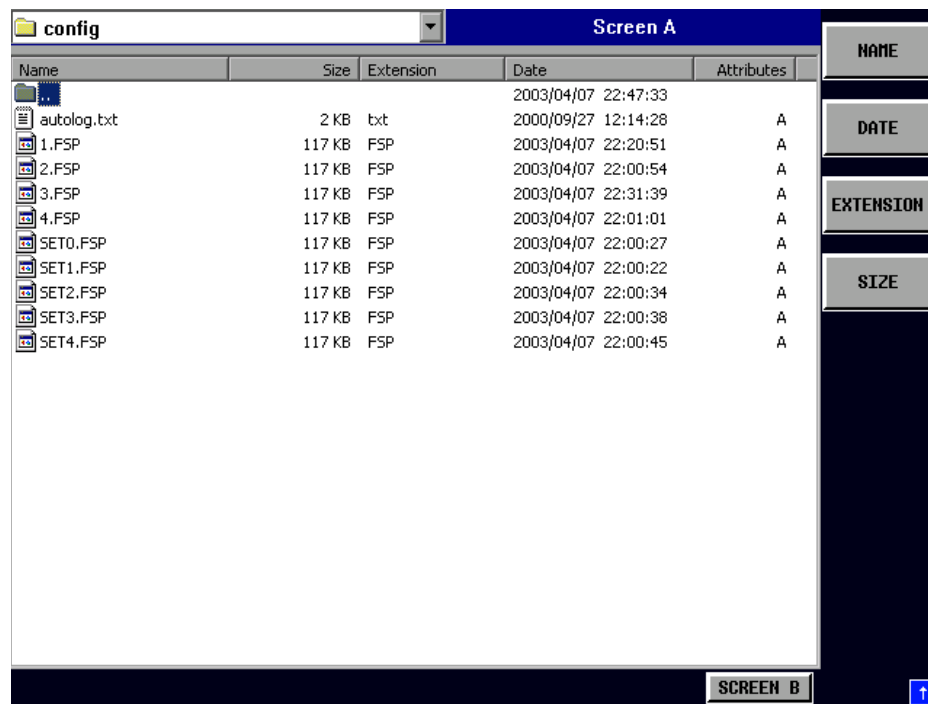 config Screen A
NAME
Name Size Extension Date Attributes
.. 2003/04/07 22:47:33
autolog.txt 2 KB txt 2000/09/27 12:14:28 A
DATE
1.FSP 117 KB FSP 2003/04/07 22:20:51 A
2.FSP 117 KB FSP 2003/04/07 22:00:54 A
3.FSP 117 KB FSP 2003/04/07 22:31:39 A
EXTENSION
4.FSP 117 KB FSP 2003/04/07 22:01:01 A
SET0.FSP 117 KB FSP 2003/04/07 22:00:27 A
SET1.FSP 117 KB FSP 2003/04/07 22:00:22 A
SIZE
SET2.FSP 117 KB FSP 2003/04/07 22:00:34 A
SET3.FSP 117 KB FSP 2003/04/07 22:00:38 A
SET4.FSP 117 KB FSP 2003/04/07 22:00:45 A
SCREEN B
↑